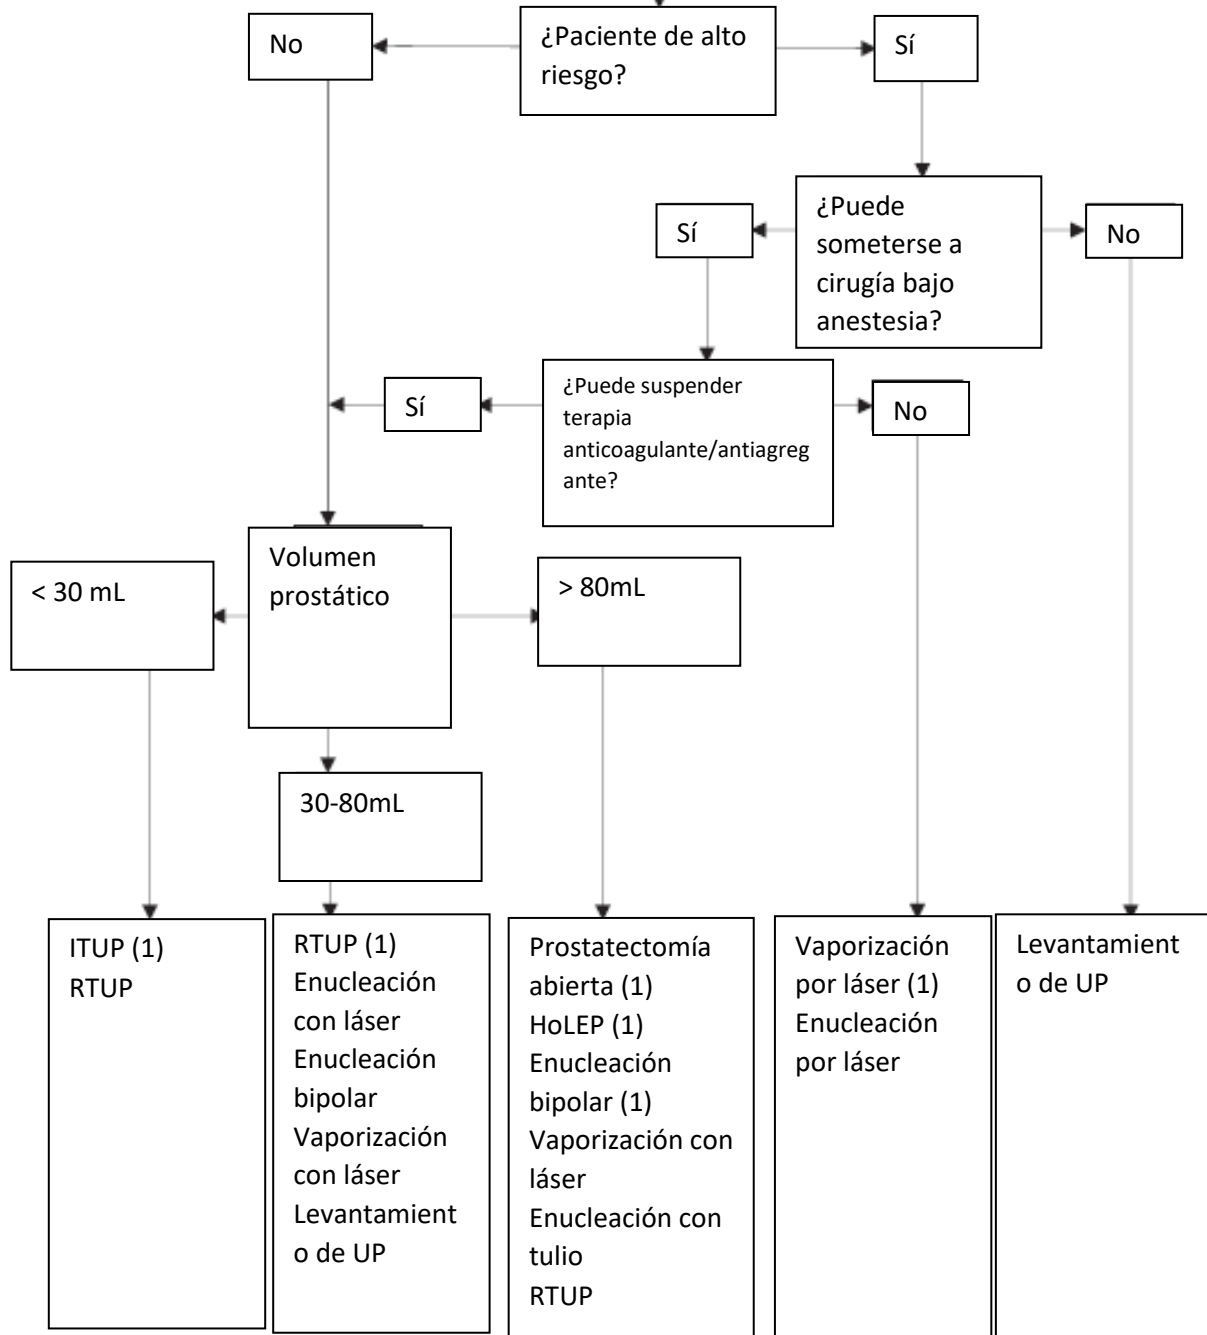 No
¿Paciente de alto
riesgo?
Sí
¿Puede
someterse a
cirugía bajo
anestesia?
Sí
No
¿Puede suspender
terapia
anticoagulante/antiagreg
ante?
Sí
No
Volumen
prostático
< 30 mL
> 80mL
30-80mL
ITUP (1)
RTUP
RTUP (1)
Enucleación
con láser
Enucleación
bipolar
Vaporización
con láser
Levantamient
o de UP
Prostatectomía
abierta (1)
HoLEP (1)
Enucleación
bipolar (1)
Vaporización con
láser
Enucleación con
tulio
RTUP
Vaporización
por láser (1)
Enucleación
por láser
Levantamient
o de UP